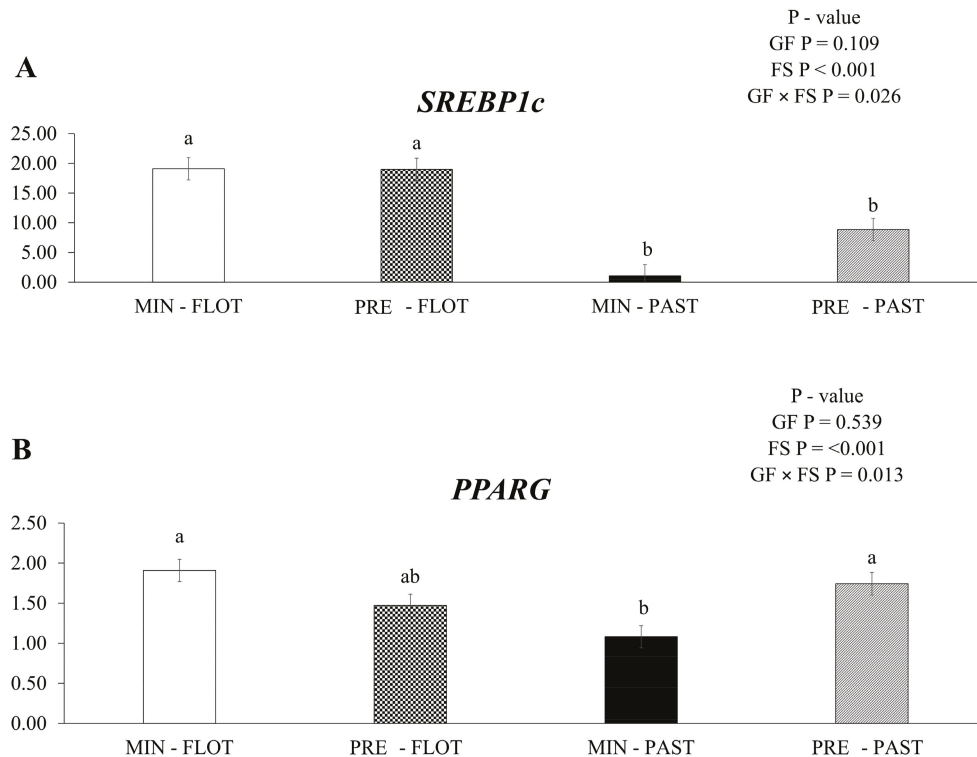 P - value
GF P = 0.109
FS P < 0.001
GF × FS P = 0.026
A
SREBP1c
25.00
20.00
15.00
10.00
5.00
0.00
a
a
b
b
MIN - FLOT
PRE - FLOT
MIN - PAST
PRE - PAST
P - value
GF P = 0.539
FS P = <0.001
GF × FS P = 0.013
B
PPARG
2.50
2.00
1.50
1.00
0.50
0.00
a
ab
b
a
MIN - FLOT
PRE - FLOT
MIN - PAST
PRE - PAST